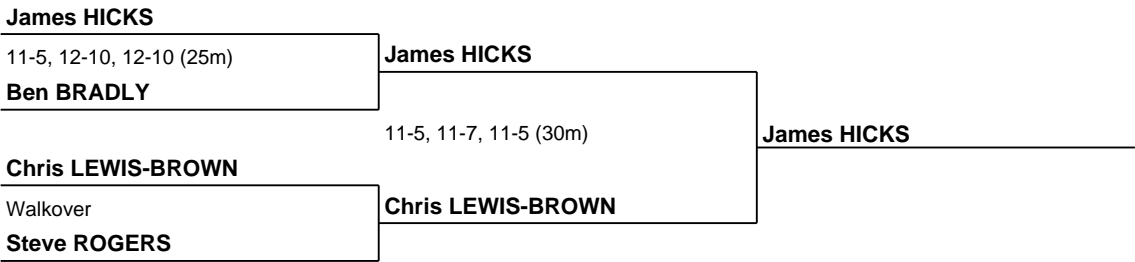 James HICKS
11-5, 12-10, 12-10 (25m)
James HICKS
Ben BRADLY
11-5, 11-7, 11-5 (30m)
James HICKS
Chris LEWIS-BROWN
Walkover
Chris LEWIS-BROWN
Steve ROGERS